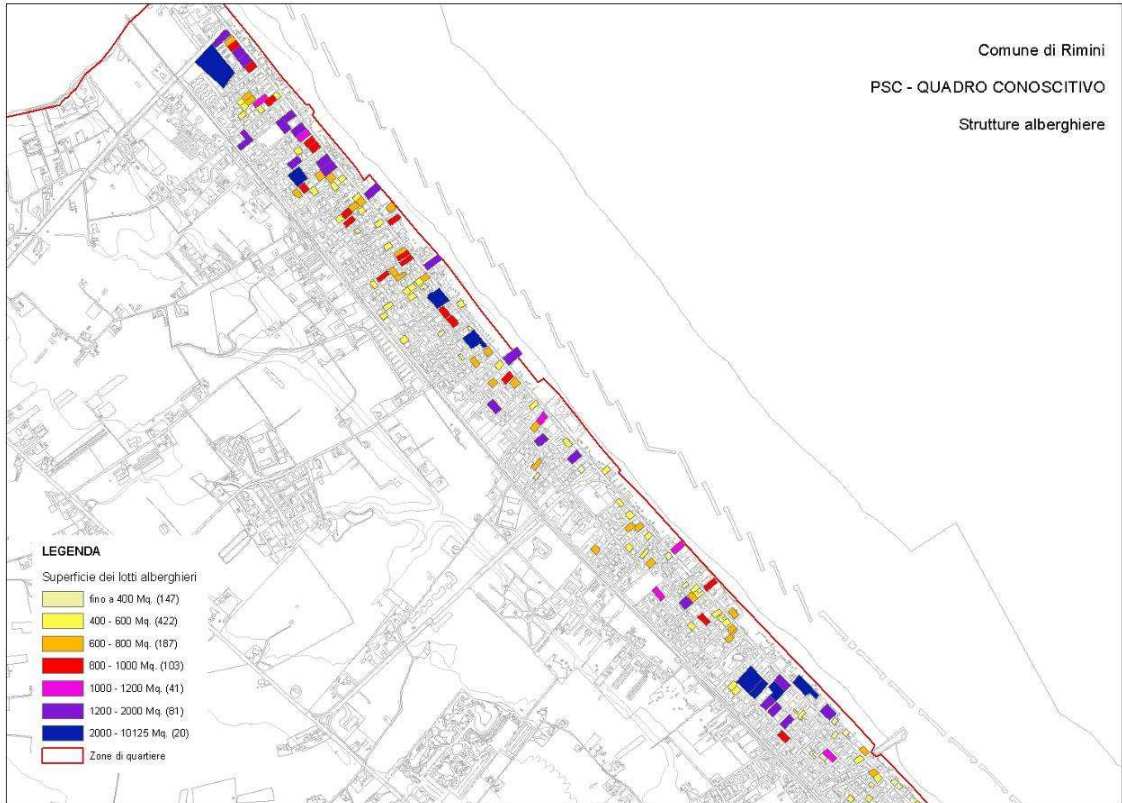 Comune di Rimini
PSC - QUADRO CONOSCITIVO
Strutture alberghiere
LEGENDA
Superficie dei lotti alberghieri
fino a 400 Mq. (147)
400 - 600 Mq. (422)
600 - 800 Mq. (187)
800 - 1000 Mq. (103)
1000 - 1200 Mq. (41)
1200 - 2000 Mq. (81)
2000 - 10125 Mq. (20)
Zone di quartiere